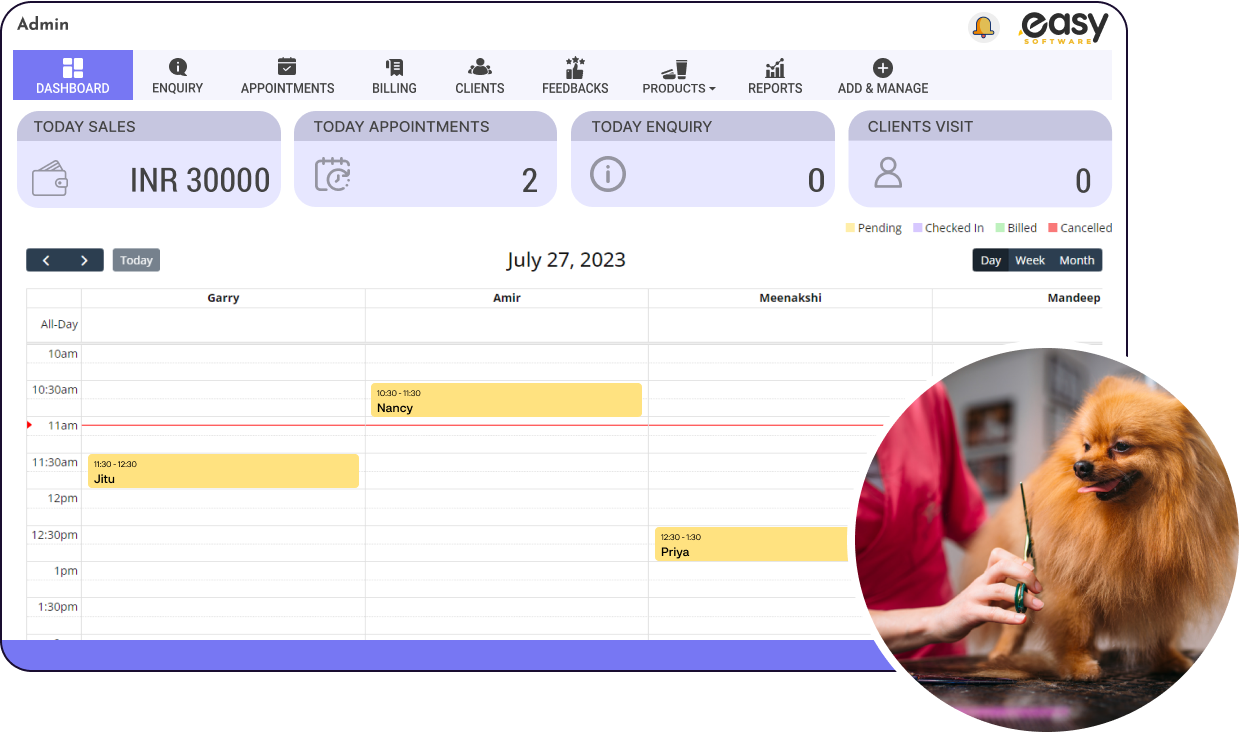 Admin
easy
SOFTWARE
DASHBOARD ENQUIRY APPOINTMENTS BILLING CLIENTS FEEDBACKS PRODUCTS REPORTS ADD & MANAGE
TODAY SALES TODAY APPOINTMENTS TODAY ENQUIRY CLIENTS VISIT
INR 30000 2 0 0
Pending Checked In Billed Cancelled
Today July 27, 2023 Day Week Month
Garry Amir Meenakshi Mandeep
All-Day
10am
10:30am
10:30 - 11:30
Nancy
11am
11:30am
11:30 - 12:30
Jitu
12pm
12:30pm
12:30 - 1:30
Priya
1pm
1:30pm